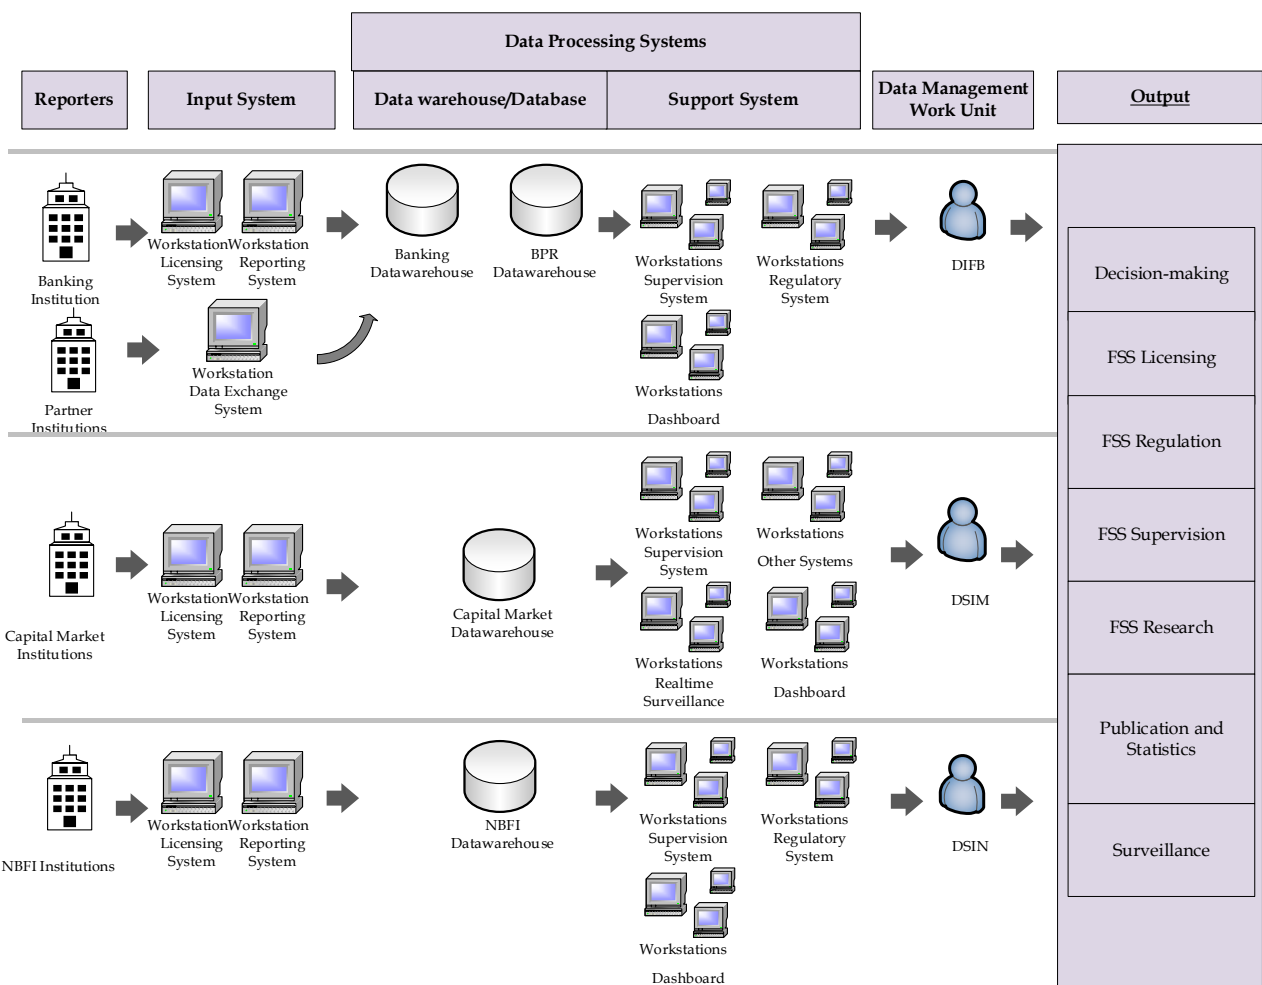 Data Processing Systems
Reporters
Input System
Data warehouse/Database
Support System
Data Management
Work Unit
Output
Banking
Institution
Workstation
Licensing
System
Workstation
Reporting
System
Banking
Datawarehouse
BPR
Datawarehouse
Workstations
Supervision
System
Workstations
Regulatory
System
DIFB
Partner
Institutions
Workstation
Data Exchange
System
Workstations
Dashboard
Capital Market
Institutions
Workstation
Licensing
System
Workstation
Reporting
System
Capital Market
Datawarehouse
Workstations
Supervision
System
Workstations
Other Systems
Workstations
Realtime
Surveillance
Workstations
Dashboard
DSIM
NBFI Institutions
Workstation
Licensing
System
Workstation
Reporting
System
NBFI
Datawarehouse
Workstations
Supervision
System
Workstations
Regulatory
System
Workstations
Dashboard
DSIN
Decision-making
FSS Licensing
FSS Regulation
FSS Supervision
FSS Research
Publication and
Statistics
Surveillance